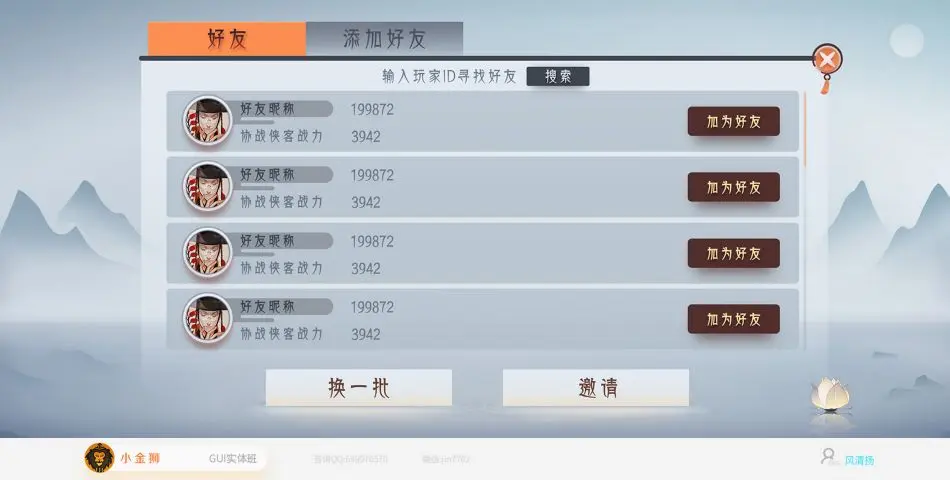 好友 添加好友
输入玩家ID寻找好友 搜索
好友昵称 199872
协战侠客战力 3942
加为好友
好友昵称 199872
协战侠客战力 3942
加为好友
好友昵称 199872
协战侠客战力 3942
加为好友
好友昵称 199872
协战侠客战力 3942
加为好友
换一批 邀请
小金狮 GUI实体班
风清扬